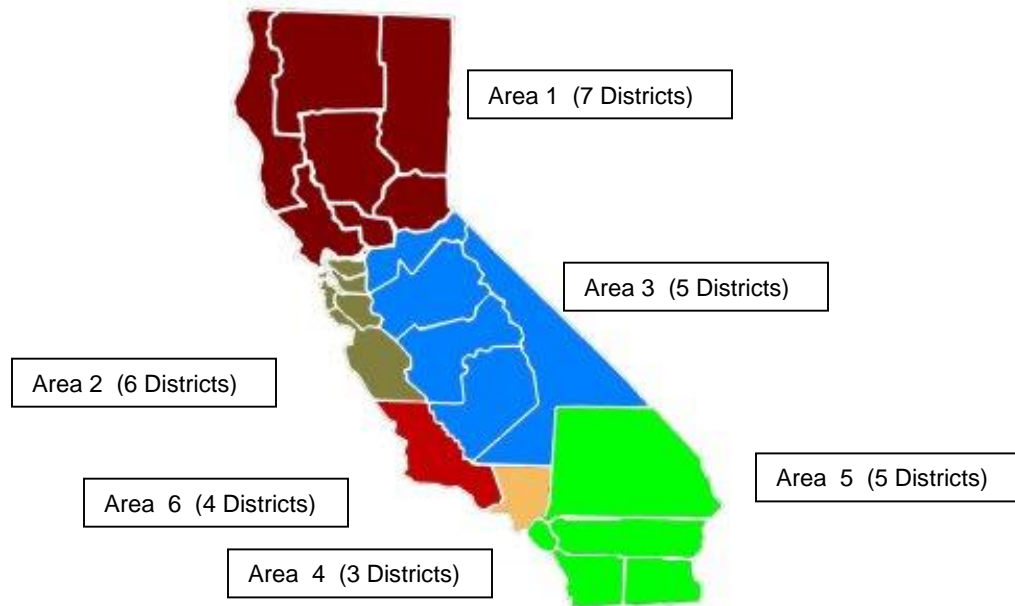 Area 1 (7 Districts)
Area 3 (5 Districts)
Area 2 (6 Districts)
Area 5 (5 Districts)
Area 6 (4 Districts)
Area 4 (3 Districts)